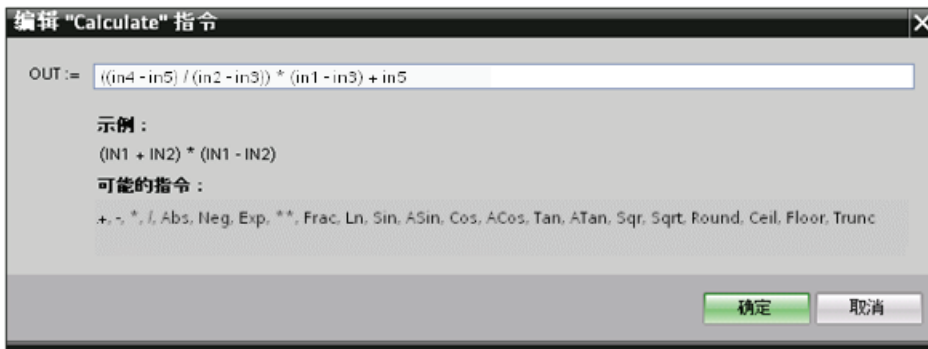 编辑 "Calculate" 指令
OUT := ((in4 - in5) / (in2 - in3)) * (in1 - in3) + in5
示例：
(IN1 + IN2) * (IN1 - IN2)
可能的指令：
+, -, *, /, Abs, Neg, Exp, **, Frac, Ln, Sin, ASin, Cos, ACos, Tan, ATan, Sqr, Sqrt, Round, Ceil, Floor, Trunc
确定 取消